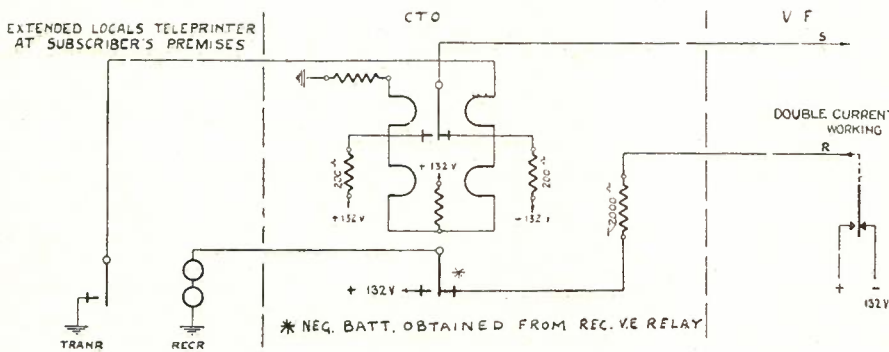 EXTENDED LOCALS TELEPRINTER
AT SUBSCRIBER'S PREMISES
CTO
V F
S
DOUBLE CURRENT
WORKING
R
200 ∿
+ 132V
200 ∿
2000 ∿
+132V
-132V
+ 132V
*
+ -
132V
* NEG. BATT. OBTAINED FROM REC. V.F. RELAY
TRANR
RECR